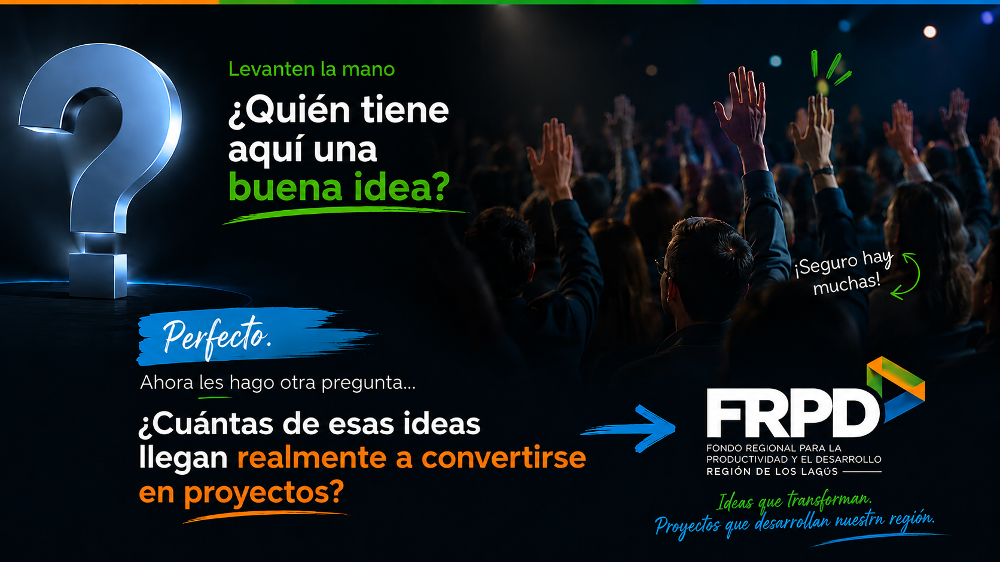 Levanten la mano
¿Quién tiene
aquí una
buena idea?
¡Seguro hay
muchas!
Perfecto.
Ahora les hago otra pregunta...
¿Cuántas de esas ideas
llegan realmente a convertirse
en proyectos?
FRPD
FONDO REGIONAL PARA LA
PRODUCTIVIDAD Y EL DESARROLLO
REGIÓN DE LOS LAGOS
Ideas que transforman.
Proyectos que desarrollan nuestrn región.